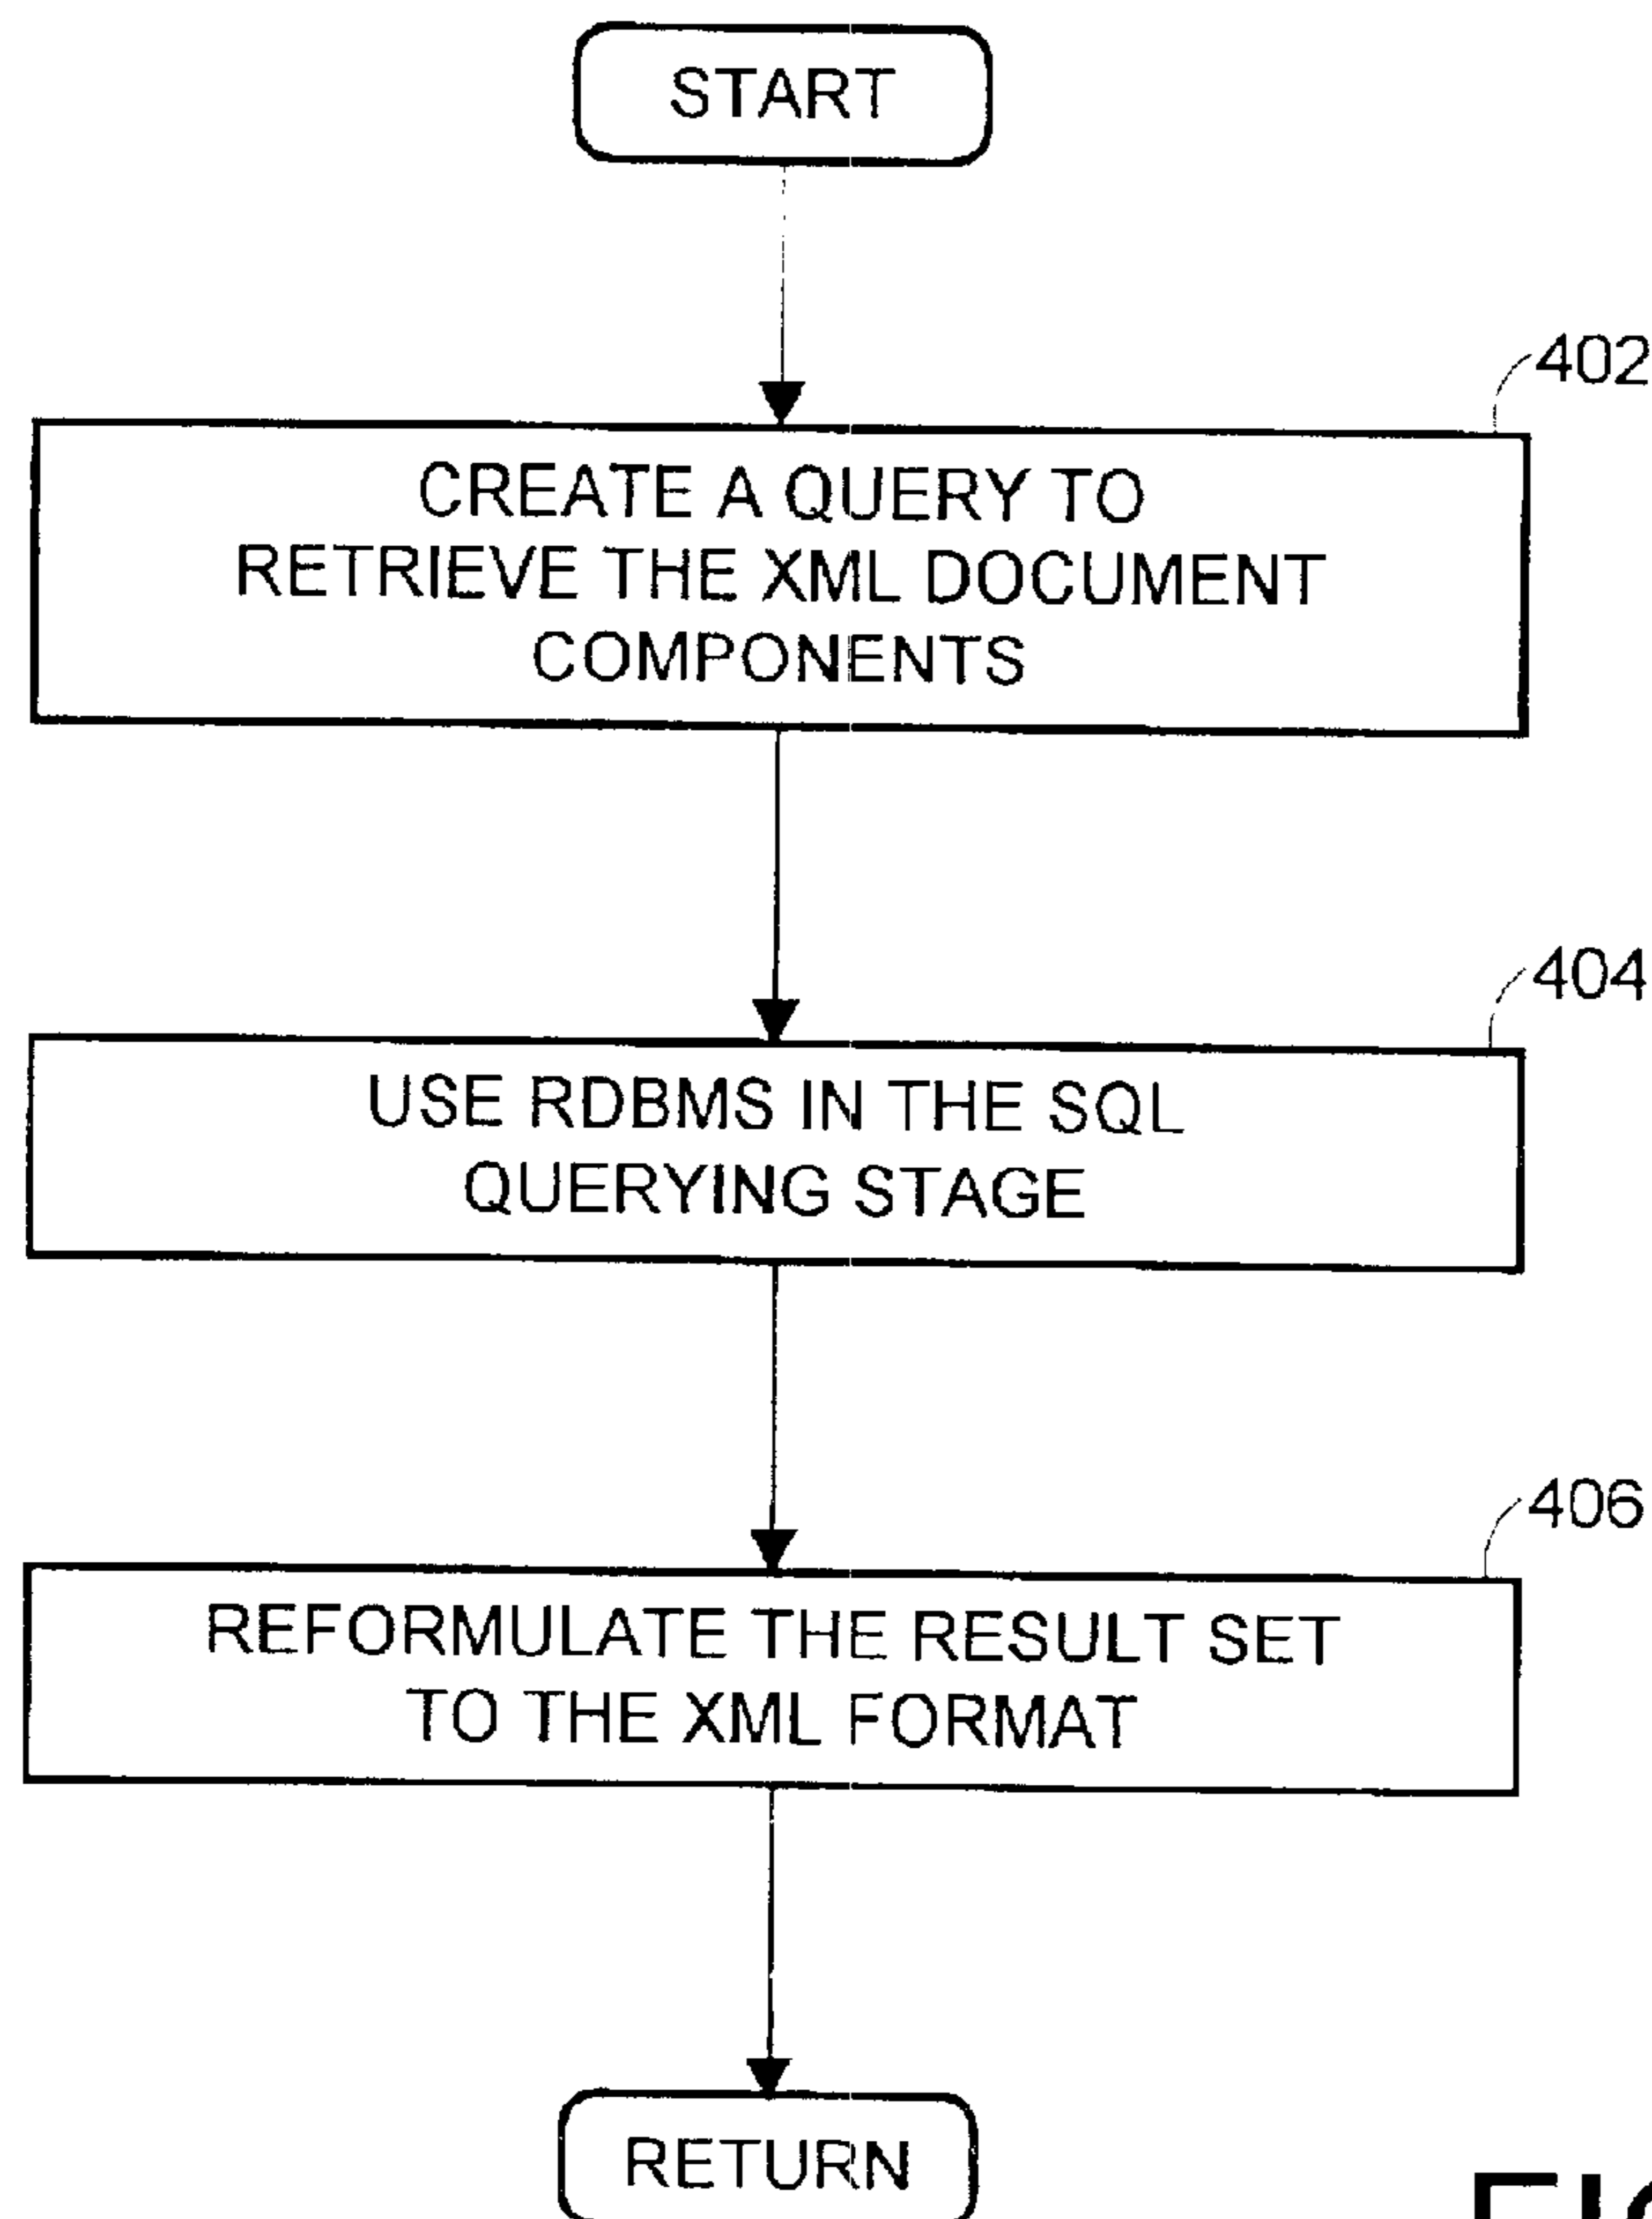 START
402
CREATE A QUERY TO
RETRIEVE THE XML DOCUMENT
COMPONENTS
404
USE RDBMS IN THE SQL
QUERYING STAGE
406
REFORMULATE THE RESULT SET
TO THE XML FORMAT
RETURN